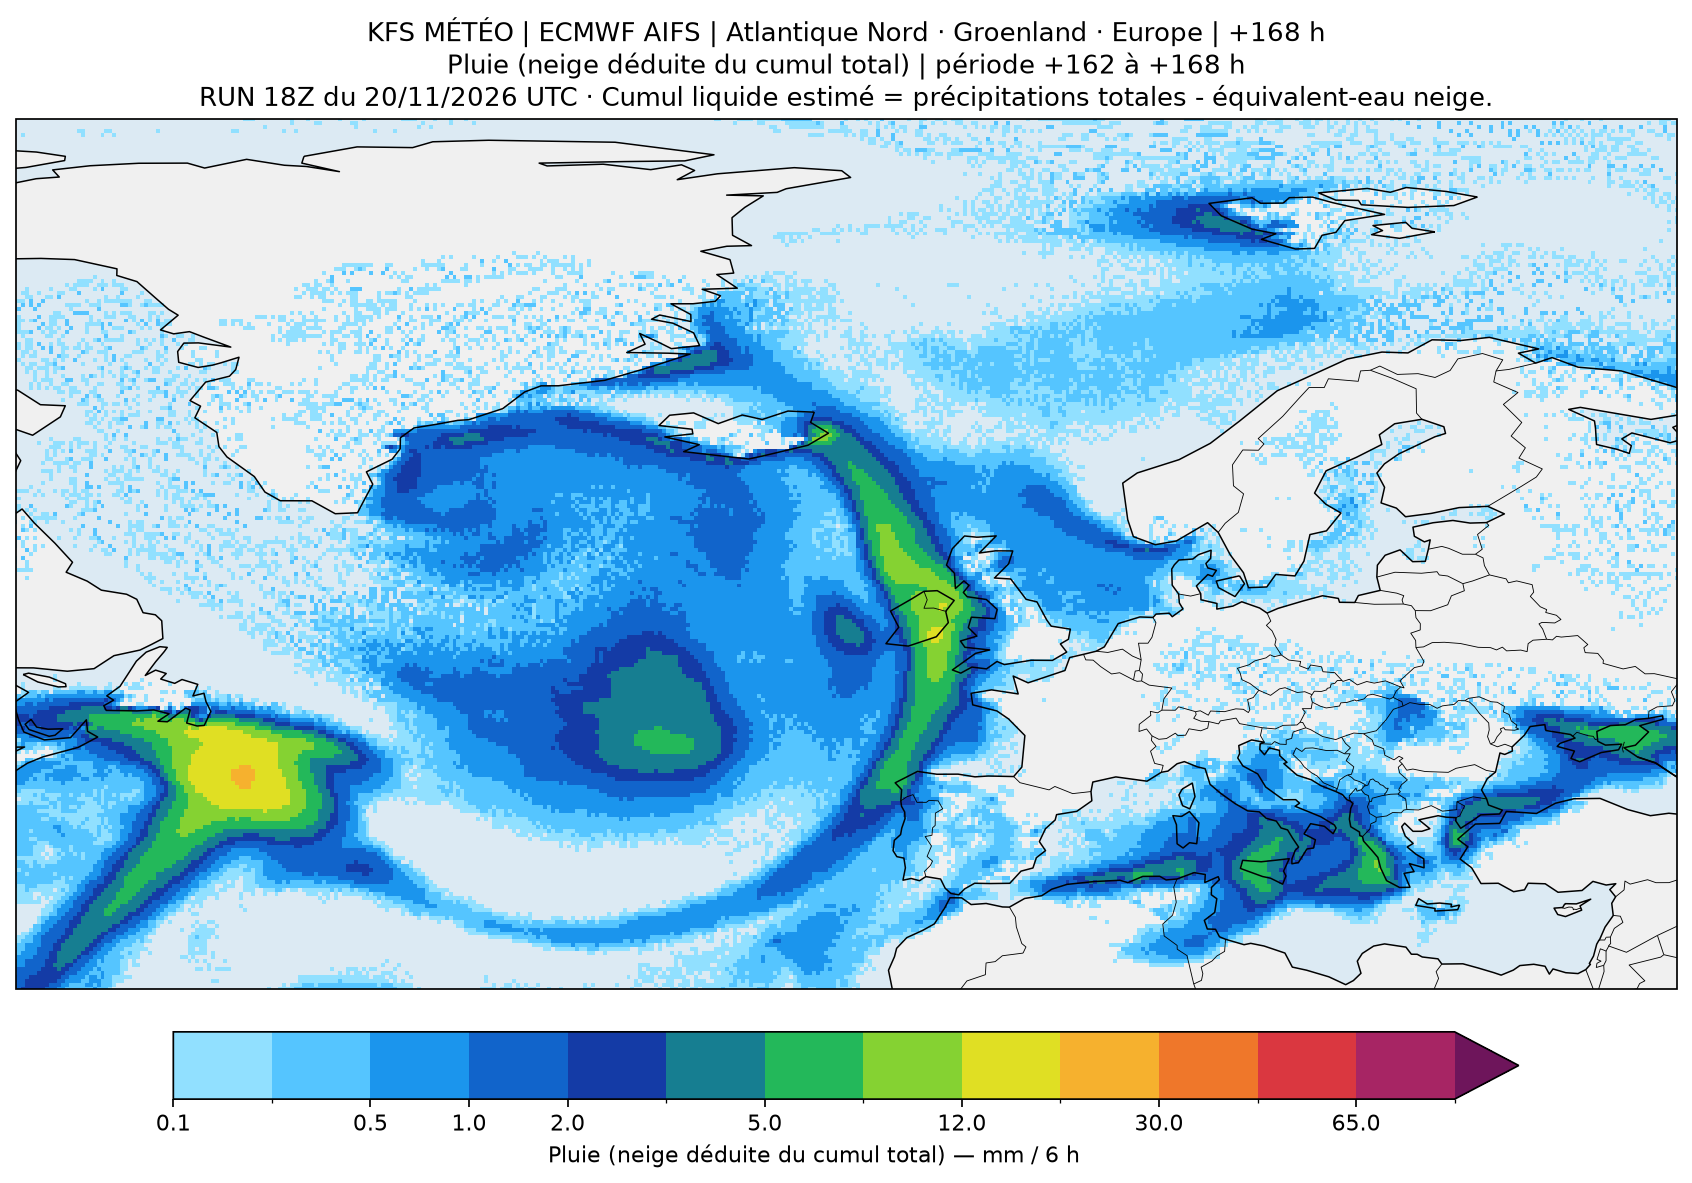 KFS MÉTÉO | ECMWF AIFS | Atlantique Nord · Groenland · Europe | +168 h
Pluie (neige déduite du cumul total) | période +162 à +168 h
RUN 18Z du 20/11/2026 UTC · Cumul liquide estimé = précipitations totales - équivalent-eau neige.
0.1 0.5 1.0 2.0 5.0 12.0 30.0 65.0
Pluie (neige déduite du cumul total) — mm / 6 h